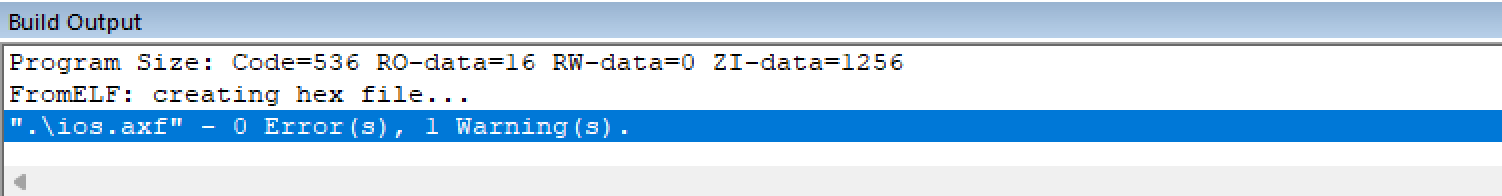 Build Output
Program Size: Code=536 RO-data=16 RW-data=0 ZI-data=1256
FromELF: creating hex file...
".\ios.axf" - 0 Error(s), 1 Warning(s).